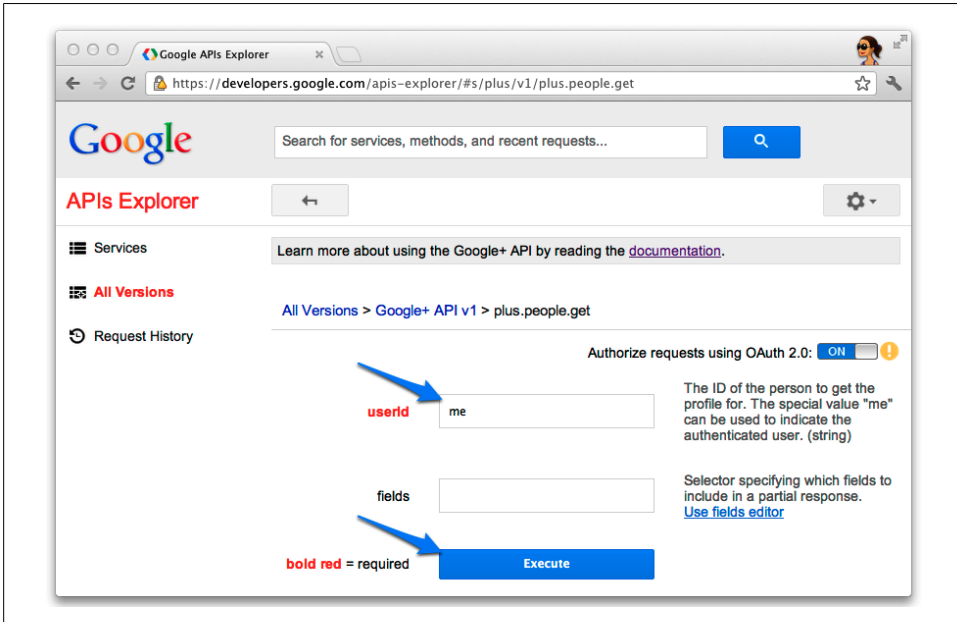 Google APIs Explorer
https://developers.google.com/apis-explorer/#s/plus/v1/plus.people.get
Google
Search for services, methods, and recent requests...
APIs Explorer
Services
Learn more about using the Google+ API by reading the documentation.
All Versions
All Versions > Google+ API v1 > plus.people.get
Request History
Authorize requests using OAuth 2.0: ON
userId
me
The ID of the person to get the
profile for. The special value "me"
can be used to indicate the
authenticated user. (string)
fields
Selector specifying which fields to
include in a partial response.
Use fields editor
bold red = required
Execute